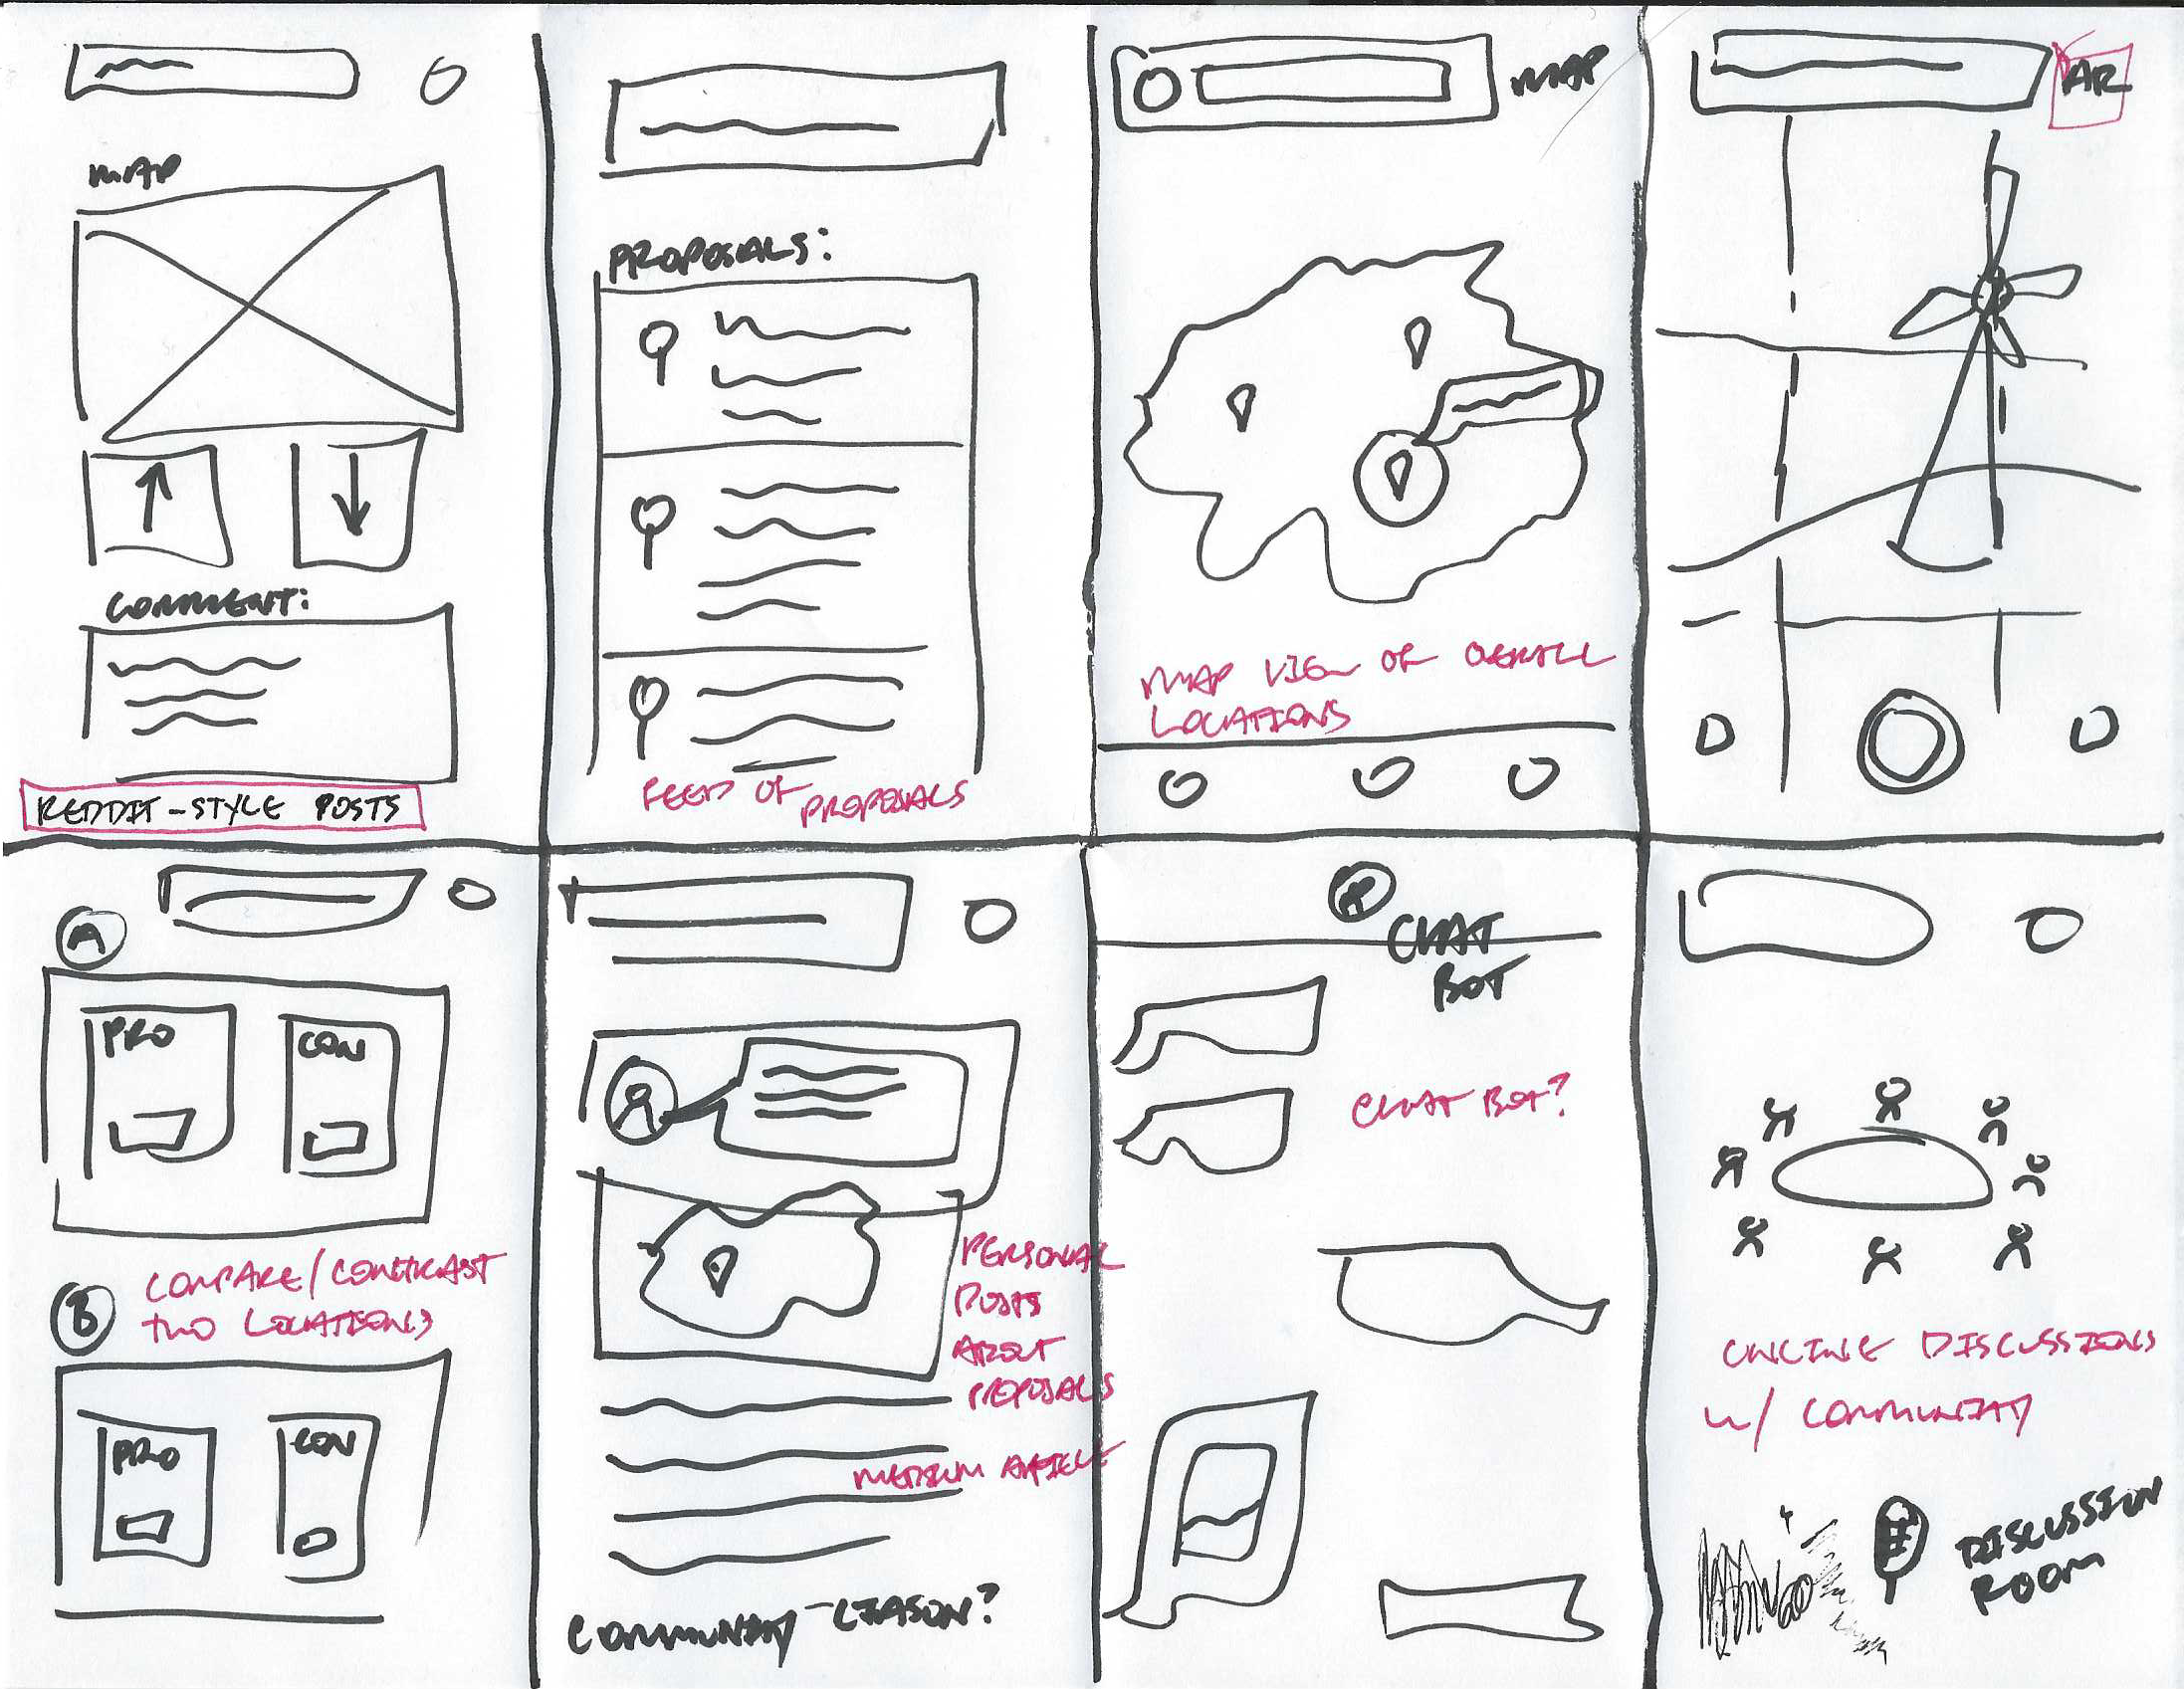 MAP
COMMENT:
REDDIT-STYLE POSTS
PROPOSALS:
FEED OF
PROPOSALS
MAP
MAP VIEW OF OERALL
LOCATIONS
AR
A
PRO
CON
COMPARE/CONTRAST
TWO LOCATIONS
B
PRO
CON
PERSONAL
POSTS
ABOUT
PROPOSALS
MEDIUM ARTICLE
COMMUNITY-LIASON?
CHAT
BOT
CHAT BOT?
ONLINE DISCUSSIONS
W/ COMMUNITY
DISCUSSION
ROOM